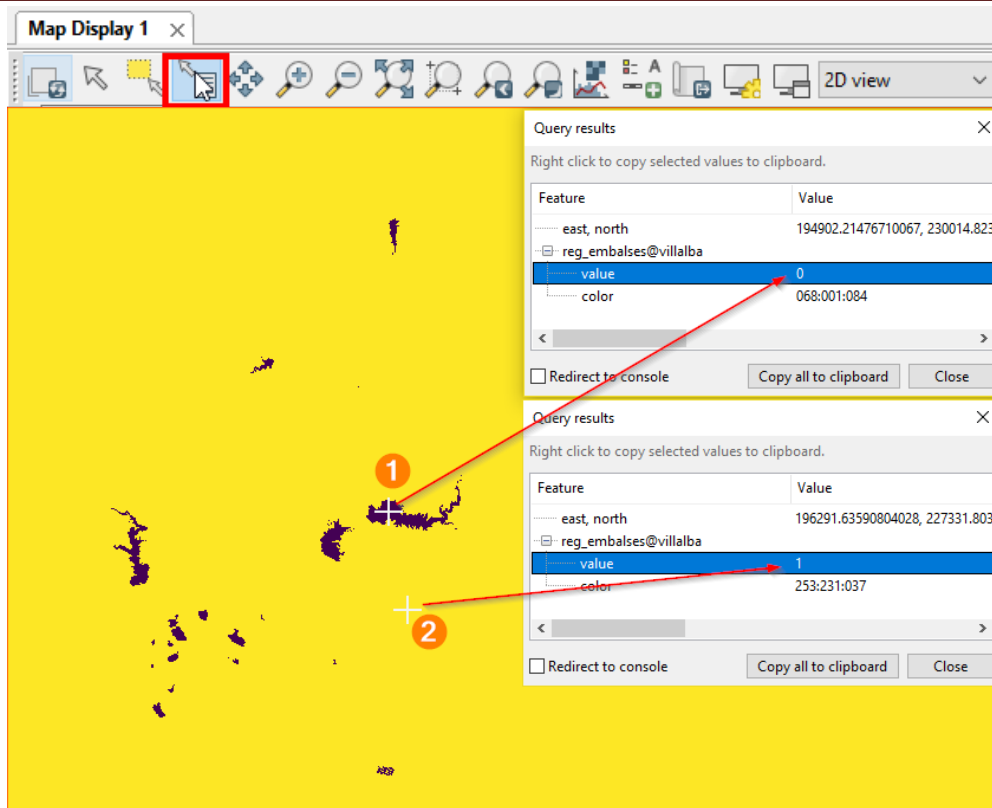 Map Display 1
2D view
Query results
Right click to copy selected values to clipboard.
Feature Value
east, north 194902.21476710067, 230014.823
reg_embalses@villalba
value 0
color 068:001:084
Redirect to console Copy all to clipboard Close
Query results
Right click to copy selected values to clipboard.
Feature Value
east, north 196291.63590804028, 227331.803
reg_embalses@villalba
value 1
color 253:231:037
Redirect to console Copy all to clipboard Close
1
2